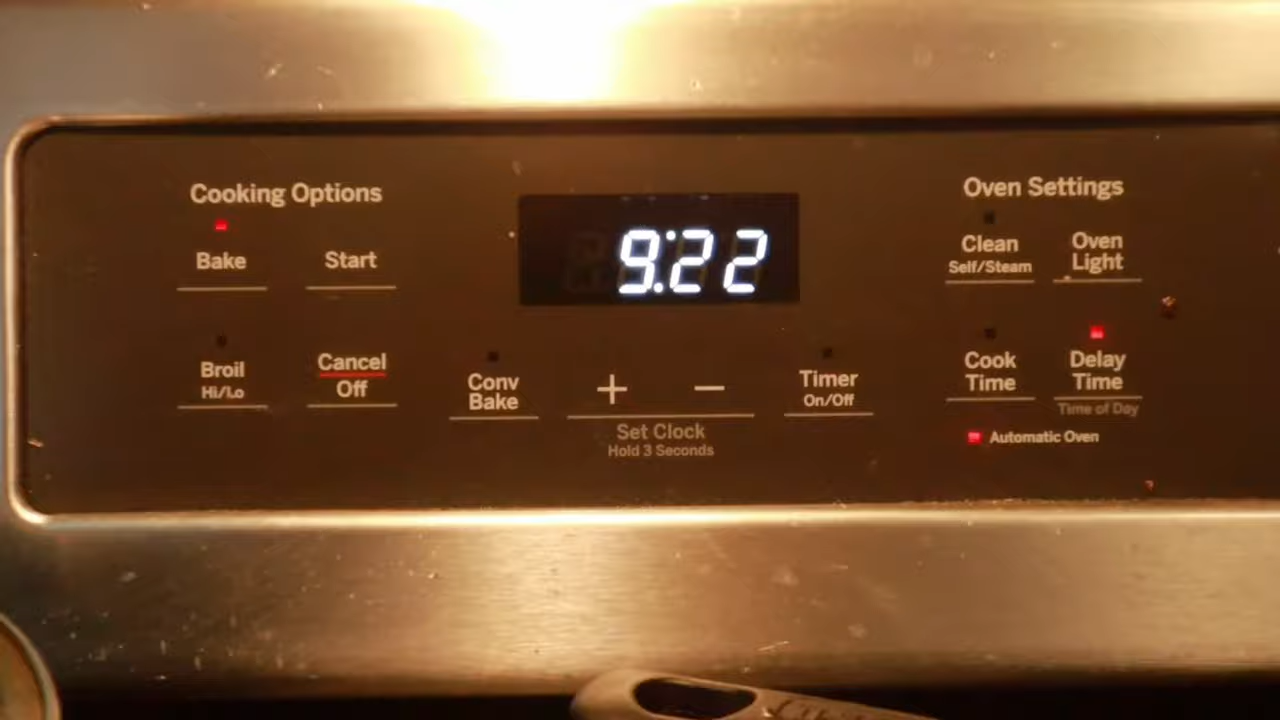 Cooking Options
Oven Settings
Bake
Start
9:22
Clean
Self/Steam
Oven
Light
Broil
Hi/Lo
Cancel
Off
Conv
Bake
+
−
Set Clock
Hold 3 Seconds
Timer
On/Off
Cook
Time
Delay
Time
Time of Day
Automatic Oven